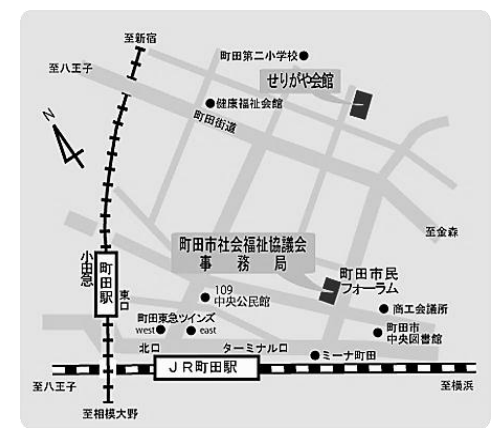 至新宿
町田第二小学校
至八王子
せりがや会館
健康福祉会館
町田街道
N
至金森
町田市社会福祉協議会
事務局
小田急
町田駅
東口
町田市民
フォーラム
109
中央公民館
商工会議所
町田東急ツインズ
west
east
町田市
中央図書館
北口
ターミナル口
ミーナ町田
JR町田駅
至八王子
至横浜
至相模大野